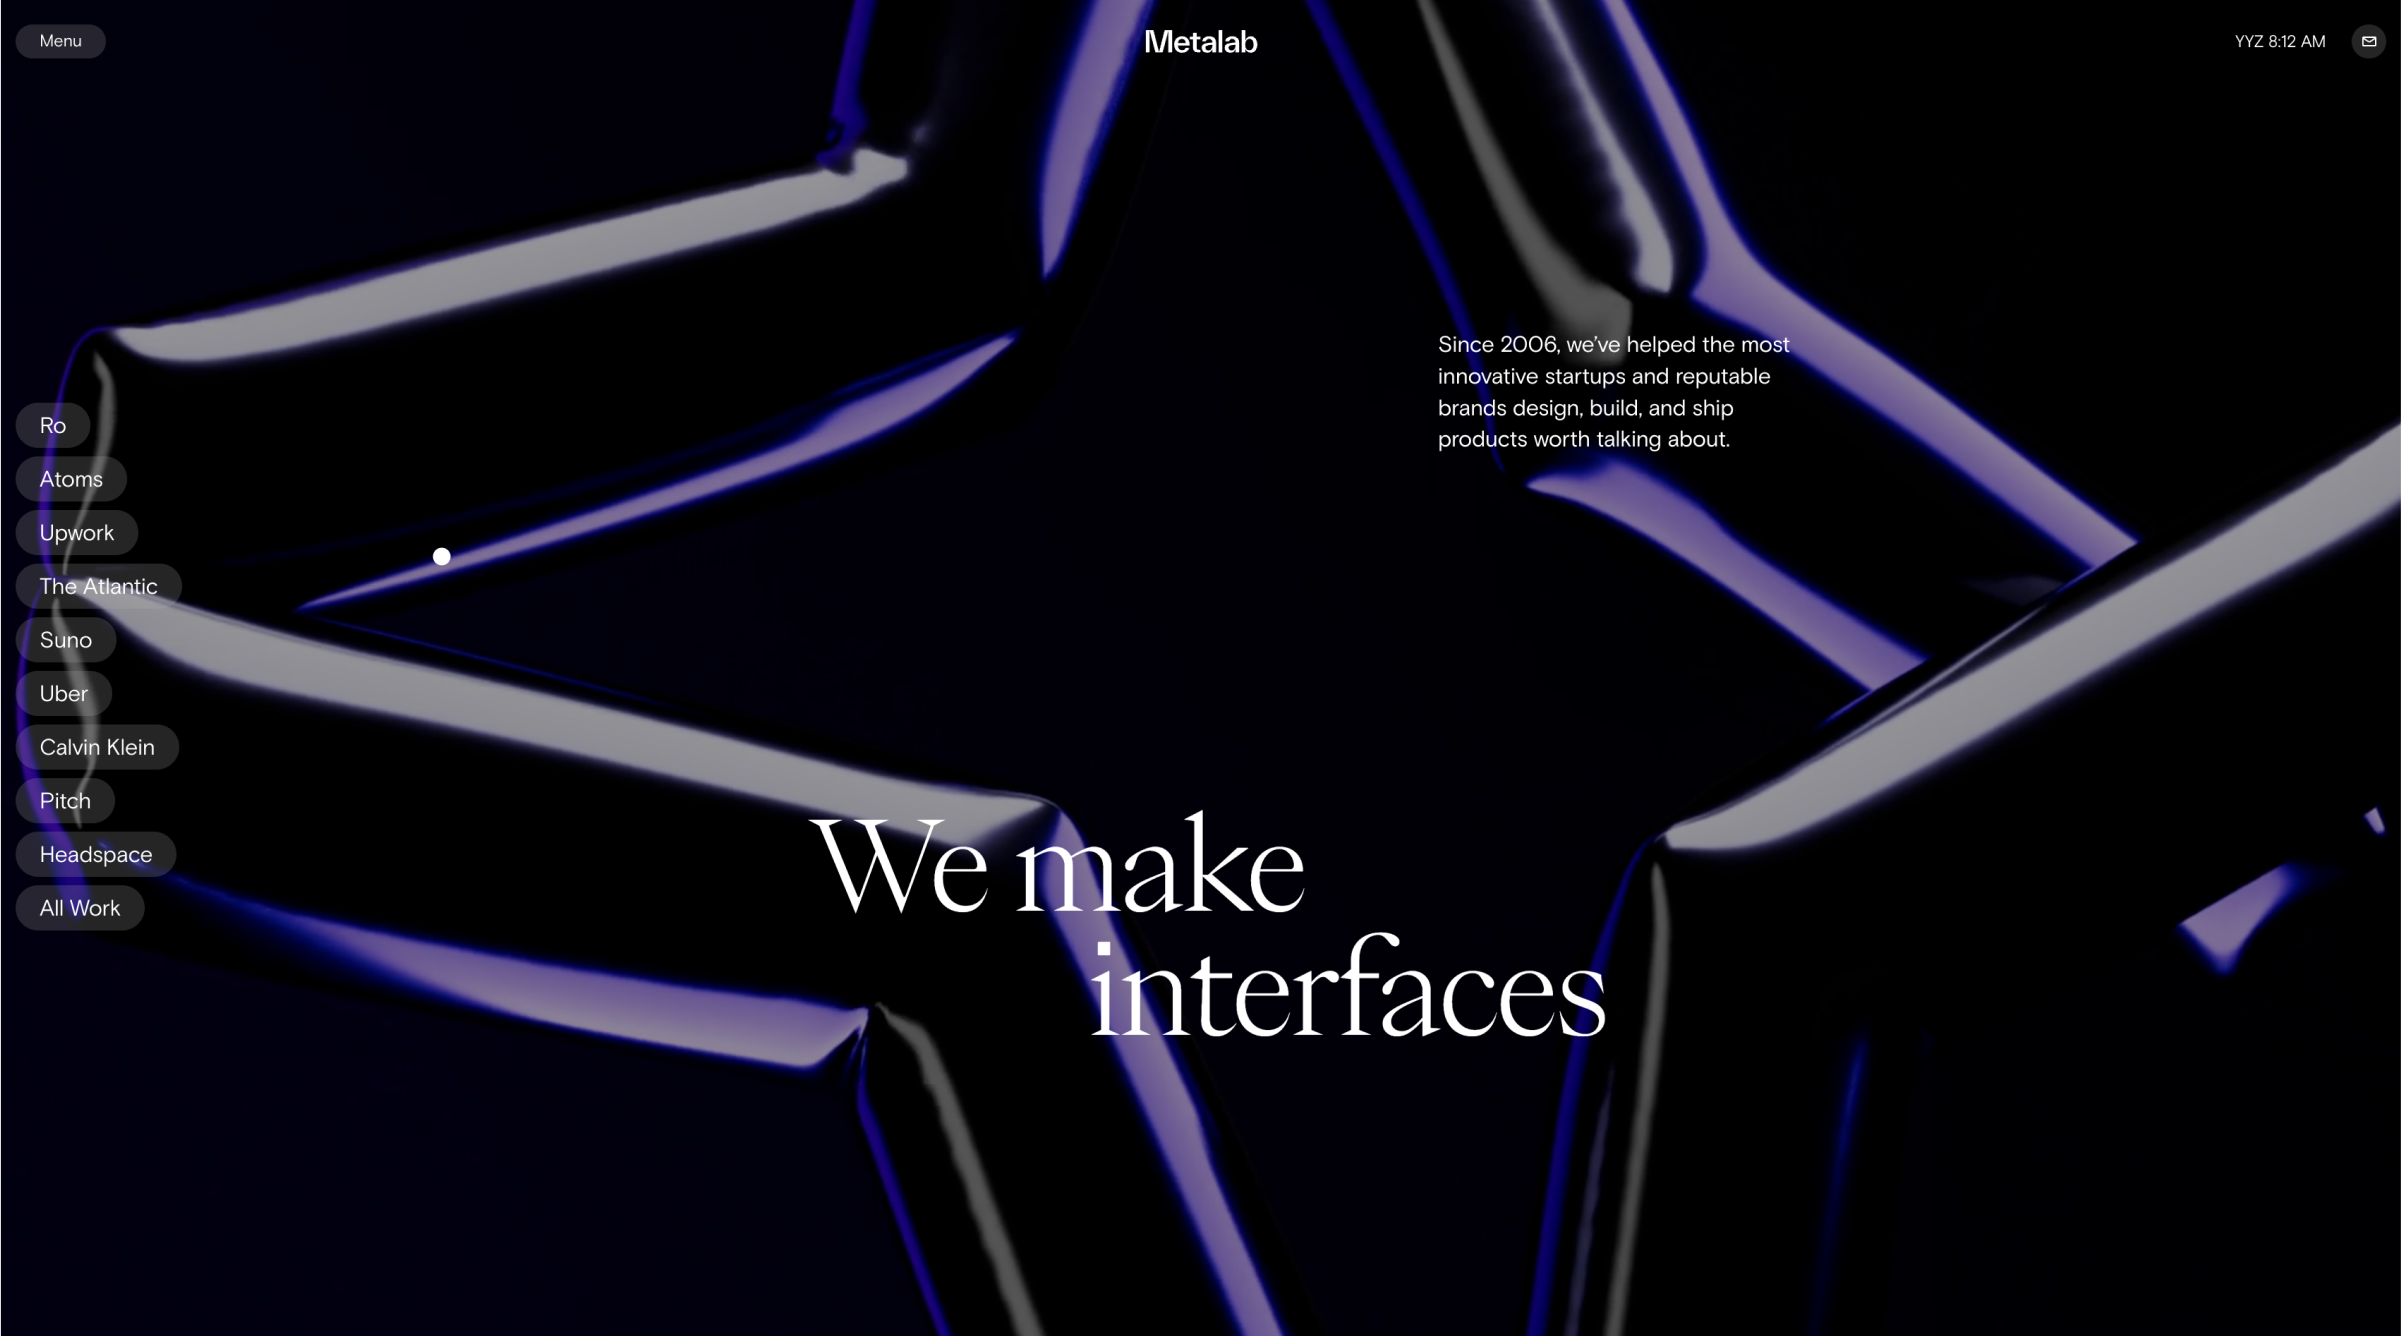 Menu
Metalab
YYZ 8:12 AM
Since 2006, we've helped the most
innovative startups and reputable
brands design, build, and ship
products worth talking about.
Ro
Atoms
Upwork
The Atlantic
Suno
Uber
Calvin Klein
Pitch
Headspace
All Work
We make
interfaces